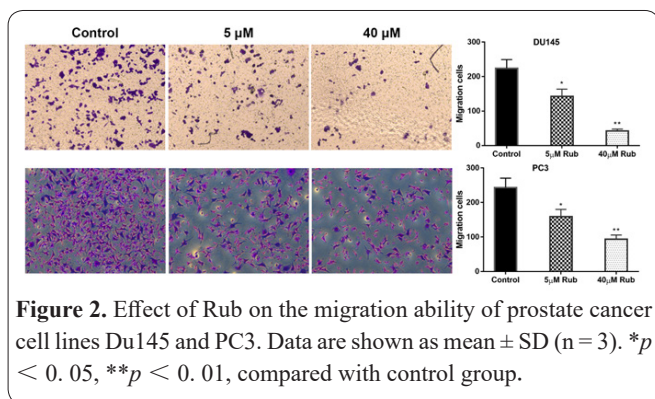 Control 5 µM 40 µM
DU145
Migration cells
300
200
100
0
*
**
Control 5µM Rub 40µM Rub
PC3
Migration cells
300
200
100
0
*
**
Control 5µM Rub 40µM Rub
Figure 2. Effect of Rub on the migration ability of prostate cancer
cell lines Du145 and PC3. Data are shown as mean ± SD (n = 3). *p
< 0. 05, **p < 0. 01, compared with control group.